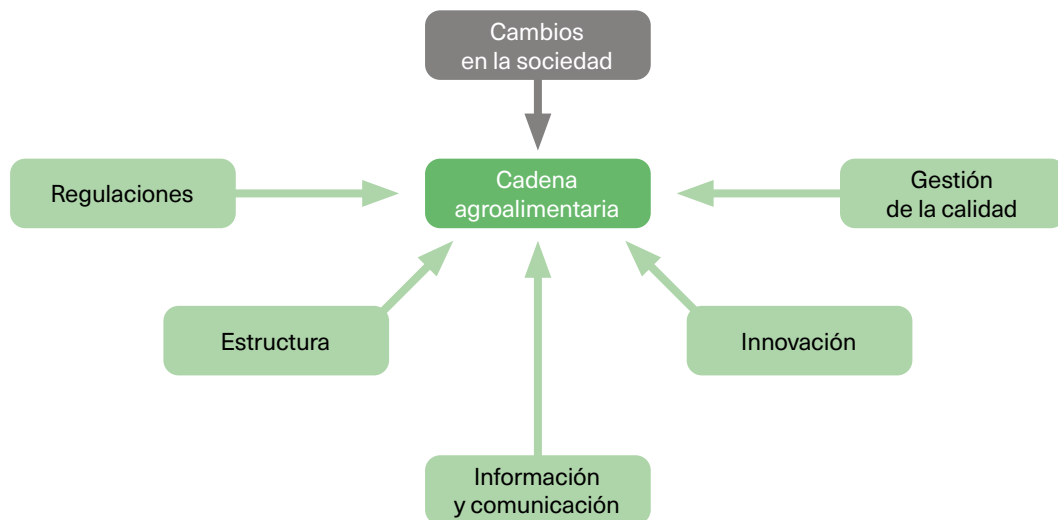 Cambios
en la sociedad
Regulaciones
Cadena
agroalimentaria
Gestión
de la calidad
Estructura
Innovación
Información
y comunicación